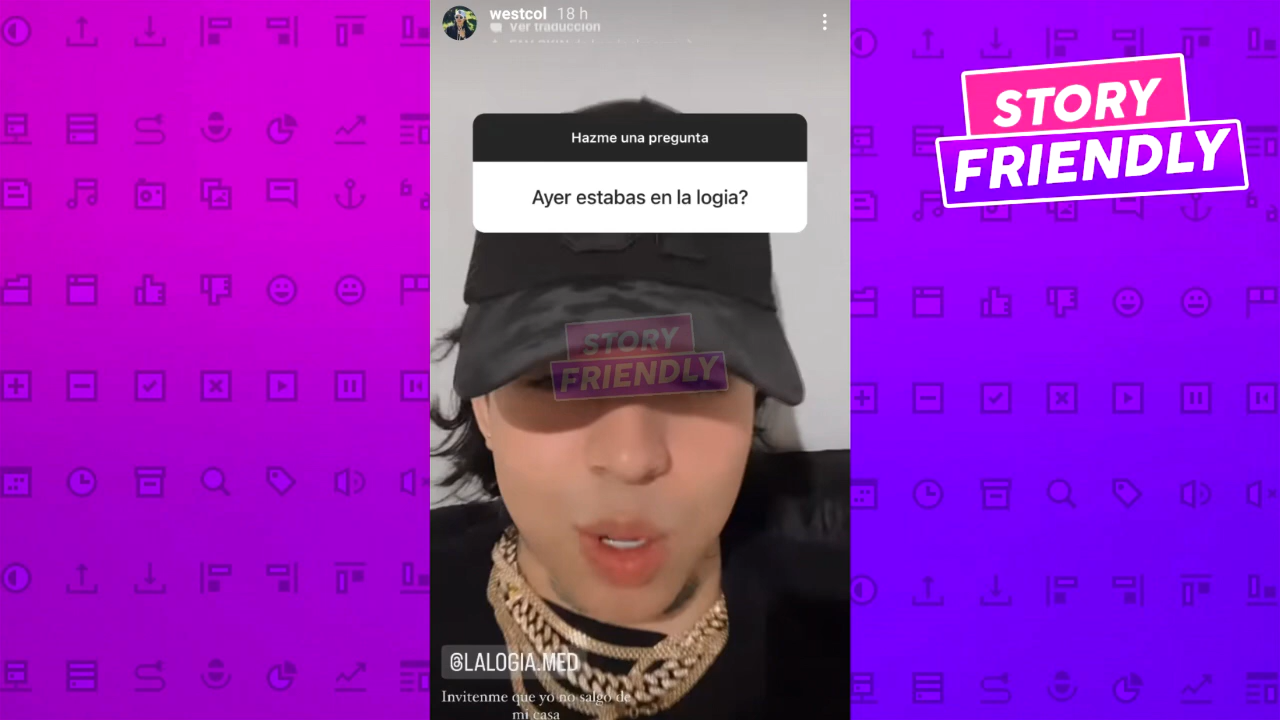 westcol 18 h
Ver traducción
Hazme una pregunta
Ayer estabas en la logia?
STORY
FRIENDLY
STORY
FRIENDLY
@LALOGIA.MED
Invitenme que yo no salgo de
mi casa